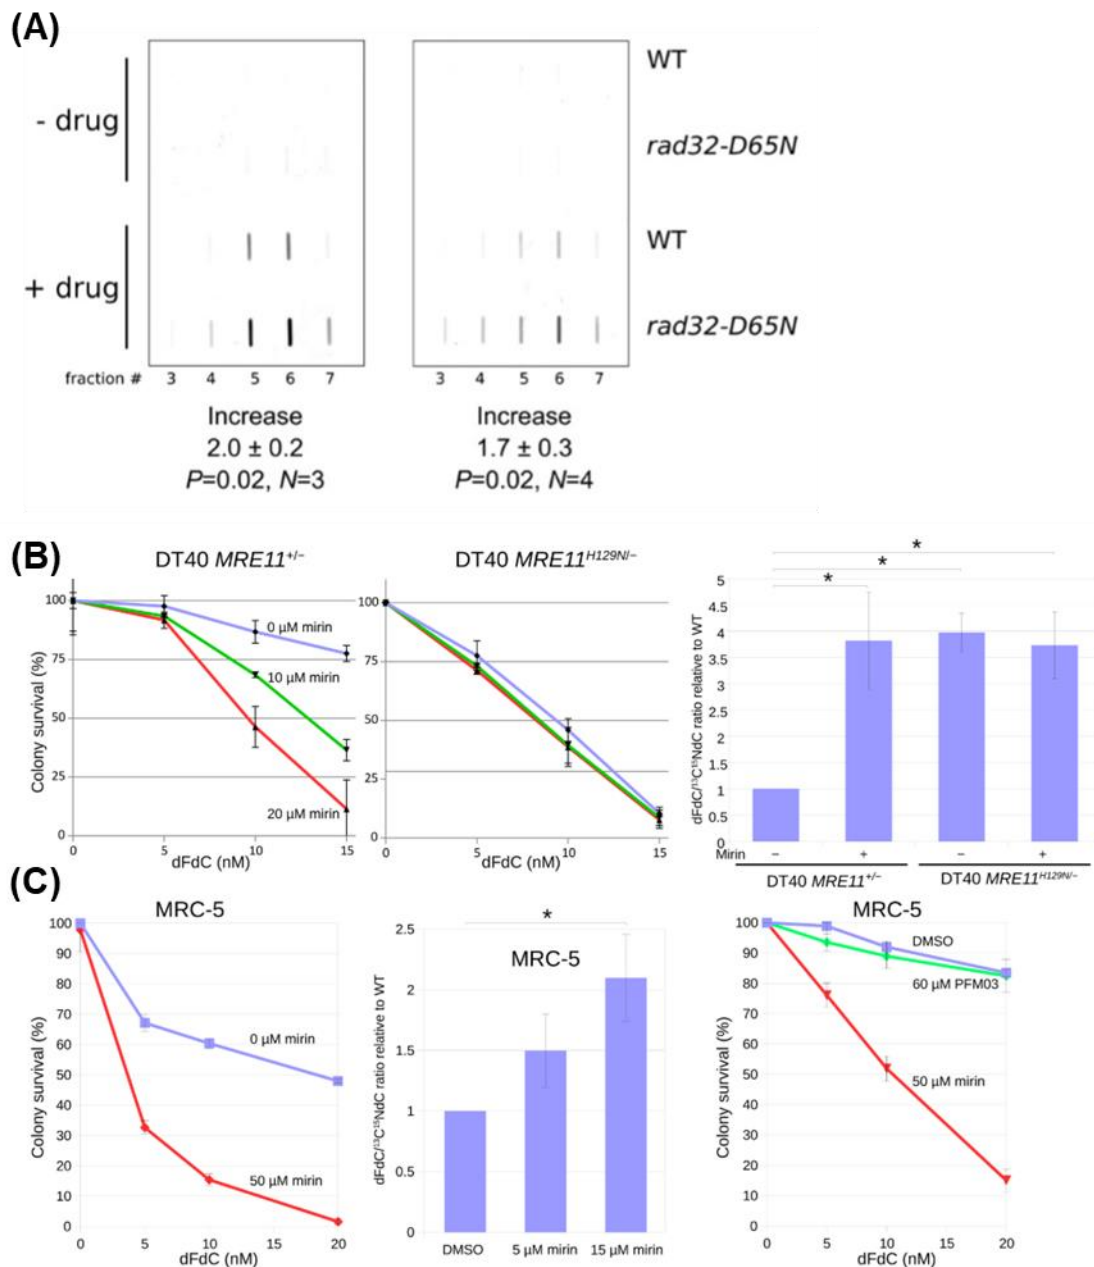 (A)
- drug
WT
rad32-D65N
+ drug
WT
rad32-D65N
fraction # 3 4 5 6 7 3 4 5 6 7
Increase
2.0 ± 0.2
P=0.02, N=3
Increase
1.7 ± 0.3
P=0.02, N=4
(B)
DT40 MRE11+/−
Colony survival (%)
100
75
50
25
0
0 µM mirin
10 µM mirin
20 µM mirin
0 5 10 15
dFdC (nM)
DT40 MRE11H129N/−
100
75
50
25
0
0 5 10 15
dFdC (nM)
dFdC/¹³C¹⁵NdC ratio relative to WT
5
4.5
4
3.5
3
2.5
2
1.5
1
0.5
0
* * *
Mirin − + − +
DT40 MRE11+/− DT40 MRE11H129N/−
(C)
MRC-5
Colony survival (%)
100
90
80
70
60
50
40
30
20
10
0
0 µM mirin
50 µM mirin
0 5 10 15 20
dFdC (nM)
MRC-5
*
dFdC/¹³C¹⁵NdC ratio relative to WT
2.5
2
1.5
1
0.5
0
DMSO 5 µM mirin 15 µM mirin
MRC-5
Colony survival (%)
100
90
80
70
60
50
40
30
20
10
0
DMSO
60 µM PFM03
50 µM mirin
0 5 10 15 20
dFdC (nM)